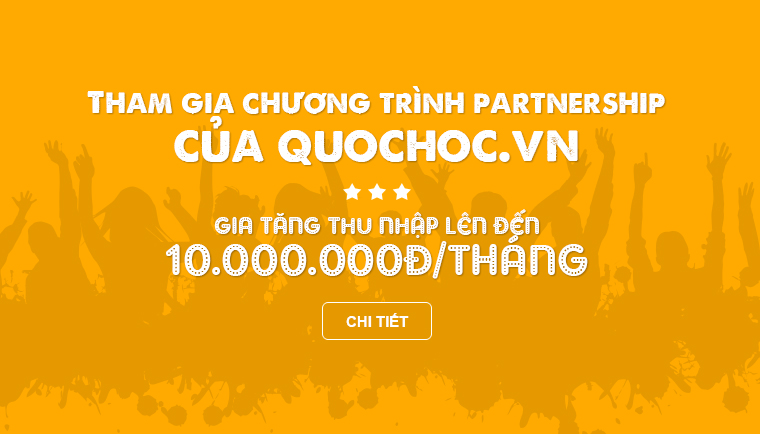 THAM GIA CHƯƠNG TRÌNH PARTNERSHIP
CỦA QUOCHOC.VN
GIA TĂNG THU NHẬP LÊN ĐẾN
10.000.000Đ/THÁNG
CHI TIẾT